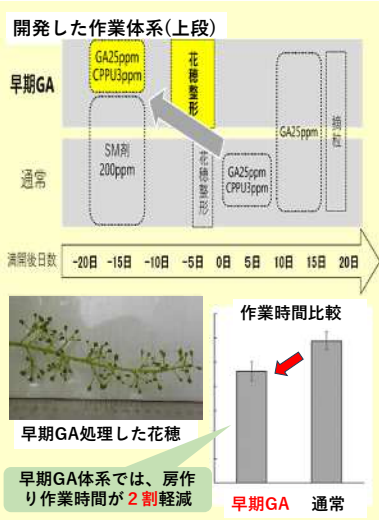 開発した作業体系(上段)
早期GA
GA25ppm
CPPU3ppm
花穂整形
GA25ppm
摘粒
通常
SM剤
200ppm
花穂整形
GA25ppm
CPPU3ppm
満開後日数
-20日 -15日 -10日 -5日 0日 5日 10日 15日 20日
作業時間比較
早期GA処理した花穂
早期GA体系では、房作
り作業時間が2割軽減
早期GA 通常